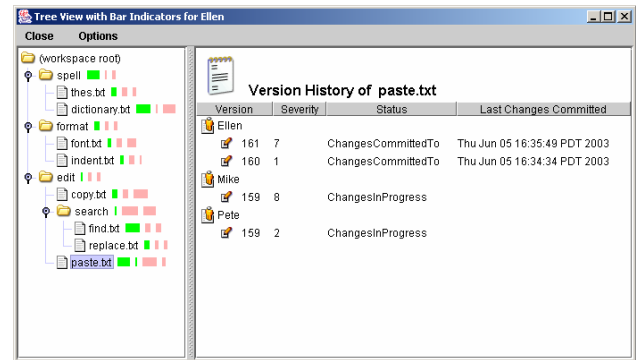 Tree View with Bar Indicators for Ellen
Close Options
(workspace root)
spell
thes.txt
dictionary.txt
format
font.txt
indent.txt
edit
copy.txt
search
find.txt
replace.txt
paste.txt
Version History of paste.txt
Version Severity Status Last Changes Committed
Ellen
161 7 ChangesCommittedTo Thu Jun 05 16:35:49 PDT 2003
160 1 ChangesCommittedTo Thu Jun 05 16:34:34 PDT 2003
Mike
159 8 ChangesInProgress
Pete
159 2 ChangesInProgress